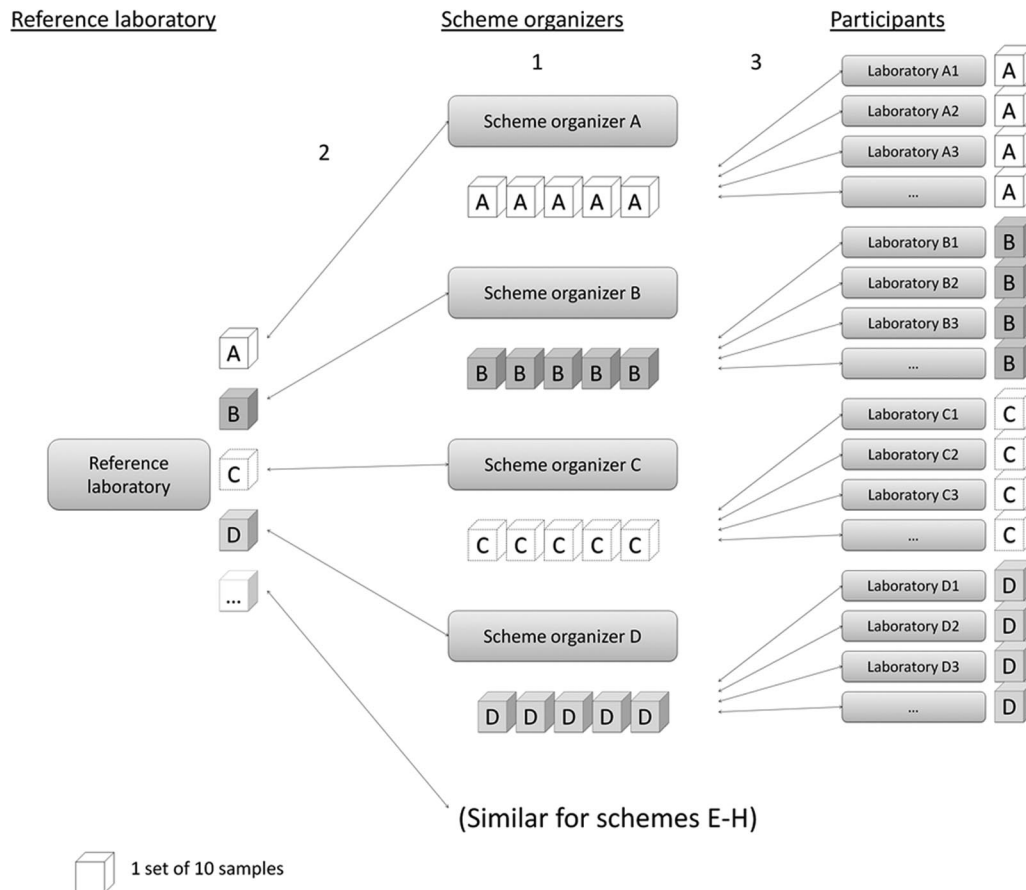 Reference laboratory
Scheme organizers
Participants
1
3
2
Scheme organizer A
A A A A A
Laboratory A1
A
Laboratory A2
A
Laboratory A3
A
...
A
Scheme organizer B
B B B B B
Laboratory B1
B
Laboratory B2
B
Laboratory B3
B
...
B
A
B
Reference
laboratory
C
D
...
Scheme organizer C
C C C C C
Laboratory C1
C
Laboratory C2
C
Laboratory C3
C
...
C
Scheme organizer D
D D D D D
Laboratory D1
D
Laboratory D2
D
Laboratory D3
D
...
D
(Similar for schemes E-H)
1 set of 10 samples